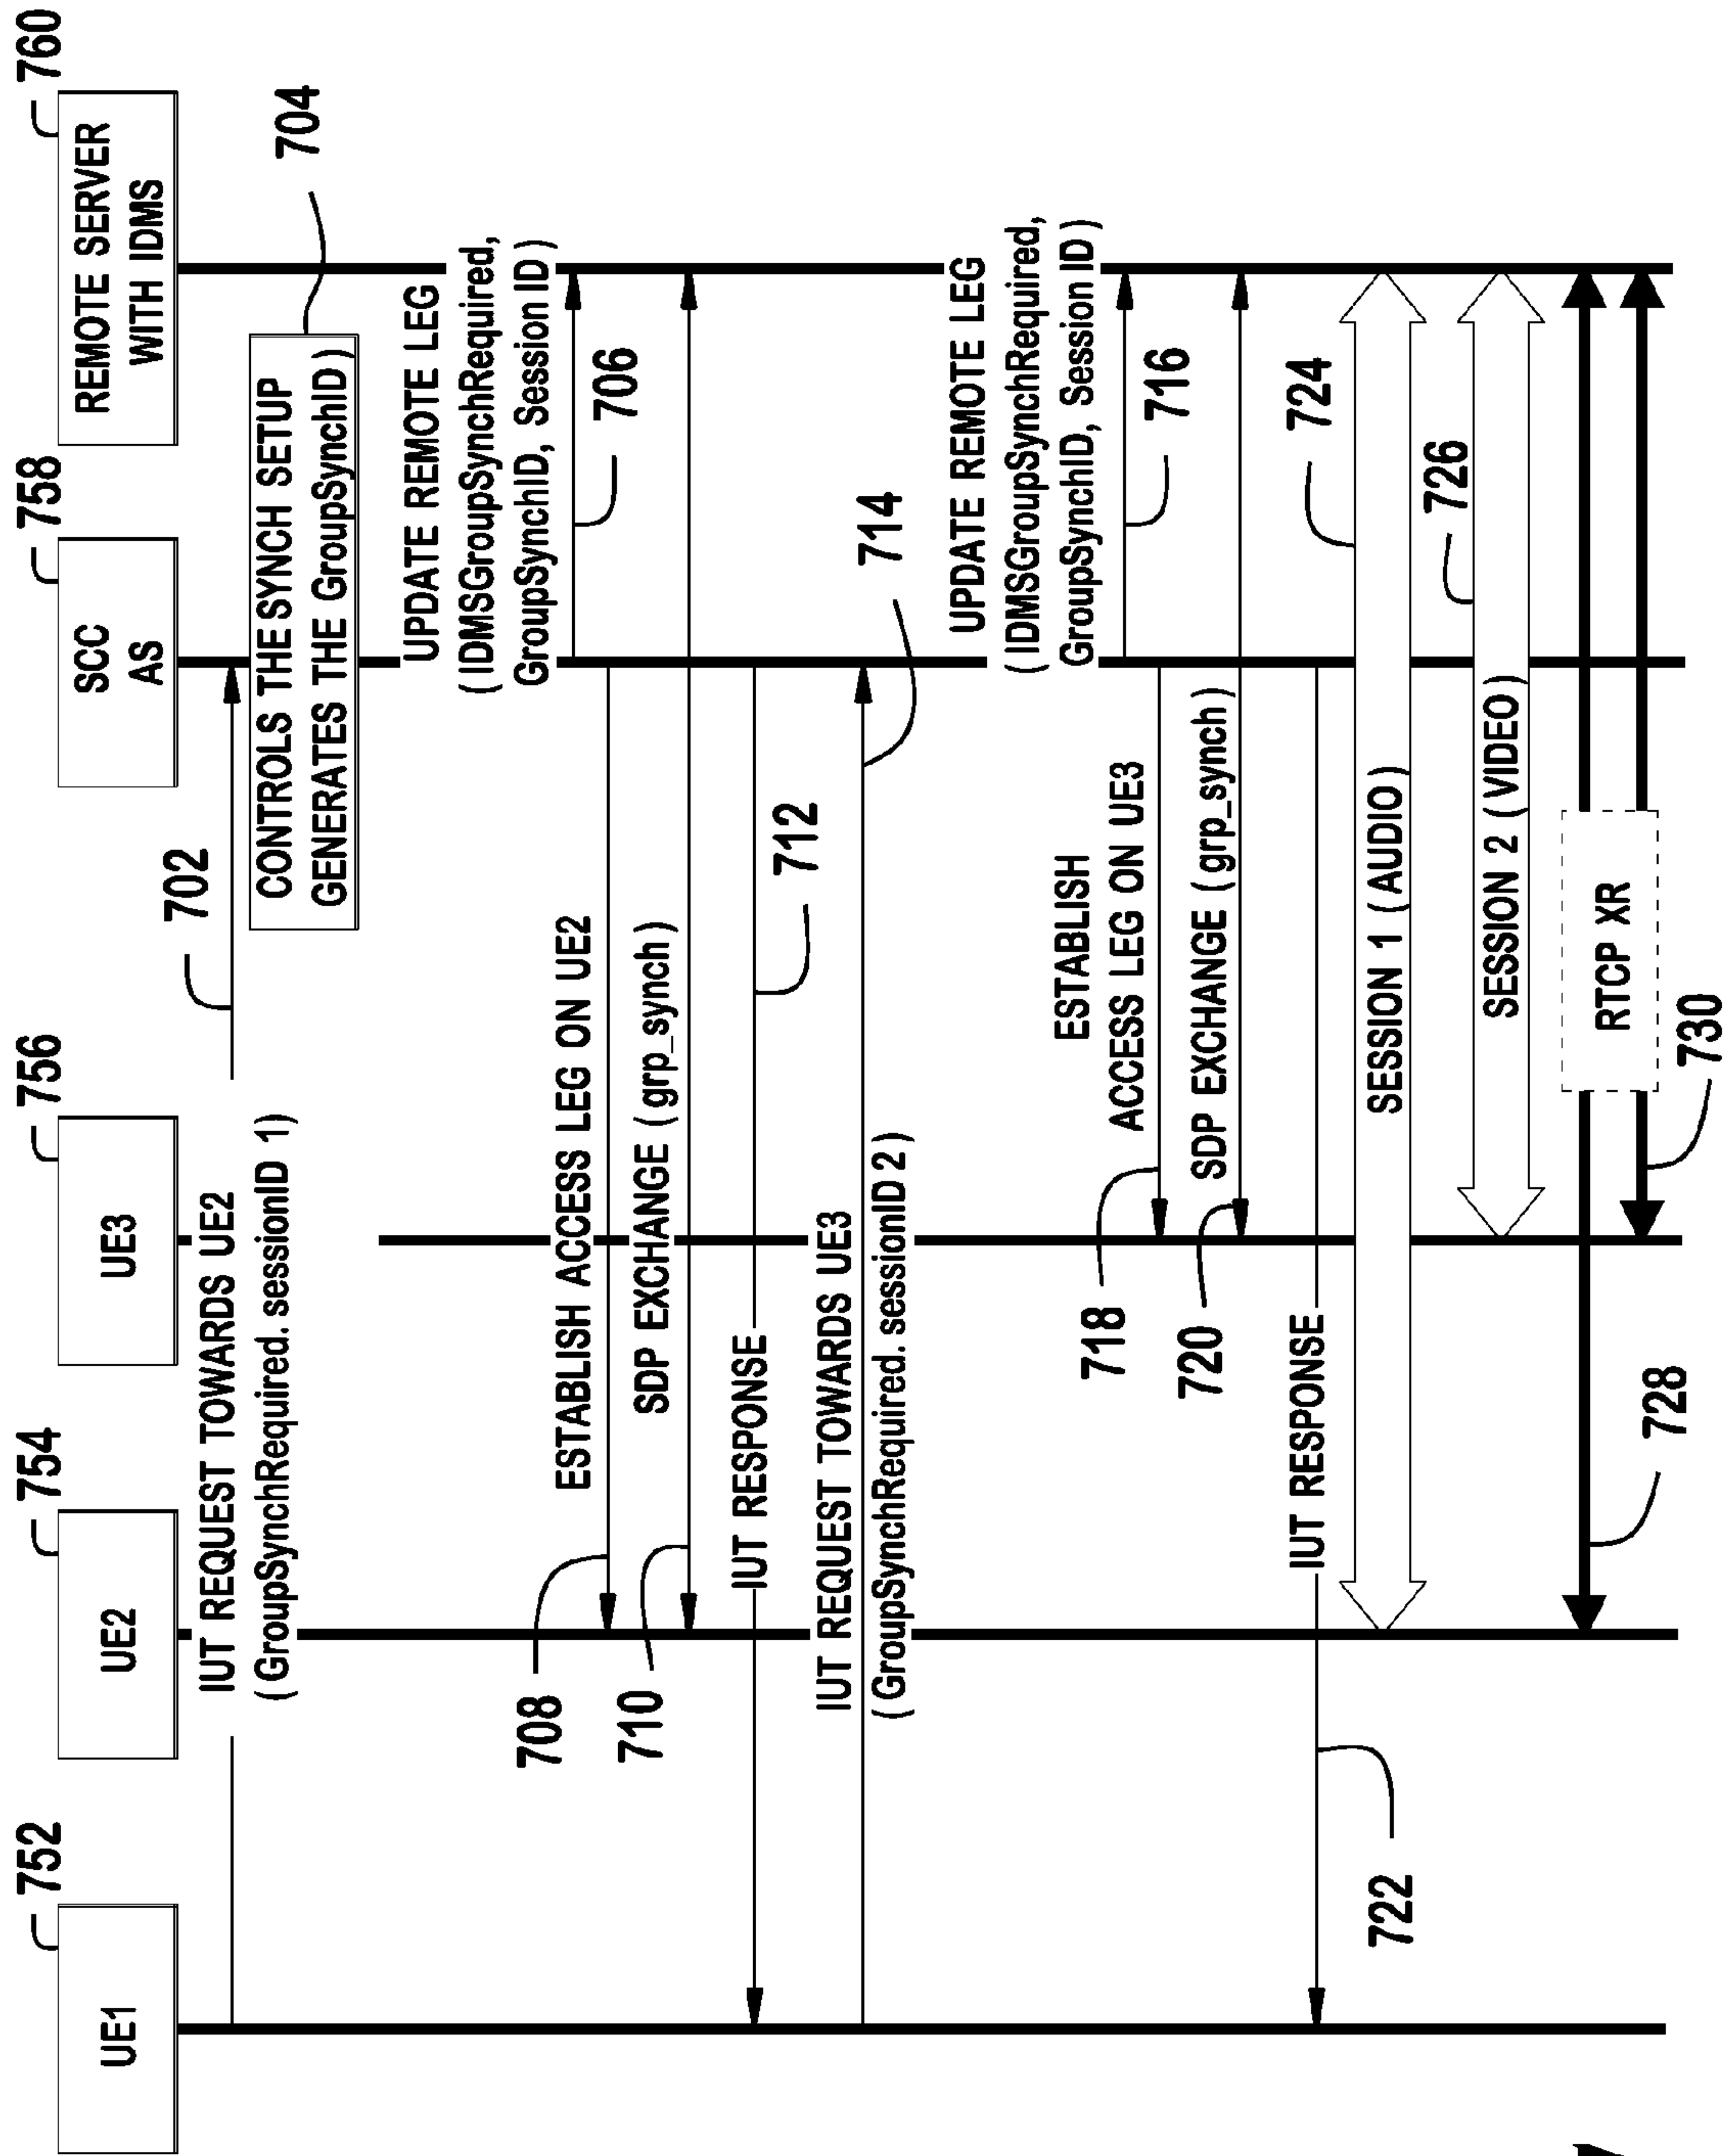 752
754
756
758
760
UE1
UE2
UE3
SCC
AS
REMOTE SERVER
WITH IDMS
IUT REQUEST TOWARDS UE2
( GroupSynchRequired. sessionID 1)
702
CONTROLS THE SYNCH SETUP
GENERATES THE GroupSynchID )
704
UPDATE REMOTE LEG
( IDMSGroupSynchRequired,
GroupSynchID, Session ID )
706
ESTABLISH ACCESS LEG ON UE2
708
SDP EXCHANGE ( grp_synch )
710
IUT RESPONSE
712
IUT REQUEST TOWARDS UE3
( GroupSynchRequired. sessionID 2 )
714
UPDATE REMOTE LEG
( IDMSGroupSynchRequired,
GroupSynchID, Session ID )
716
ESTABLISH
ACCESS LEG ON UE3
718
SDP EXCHANGE ( grp_synch )
720
IUT RESPONSE
722
724
SESSION 1 ( AUDIO )
726
SESSION 2 ( VIDEO )
RTCP XR
728
730